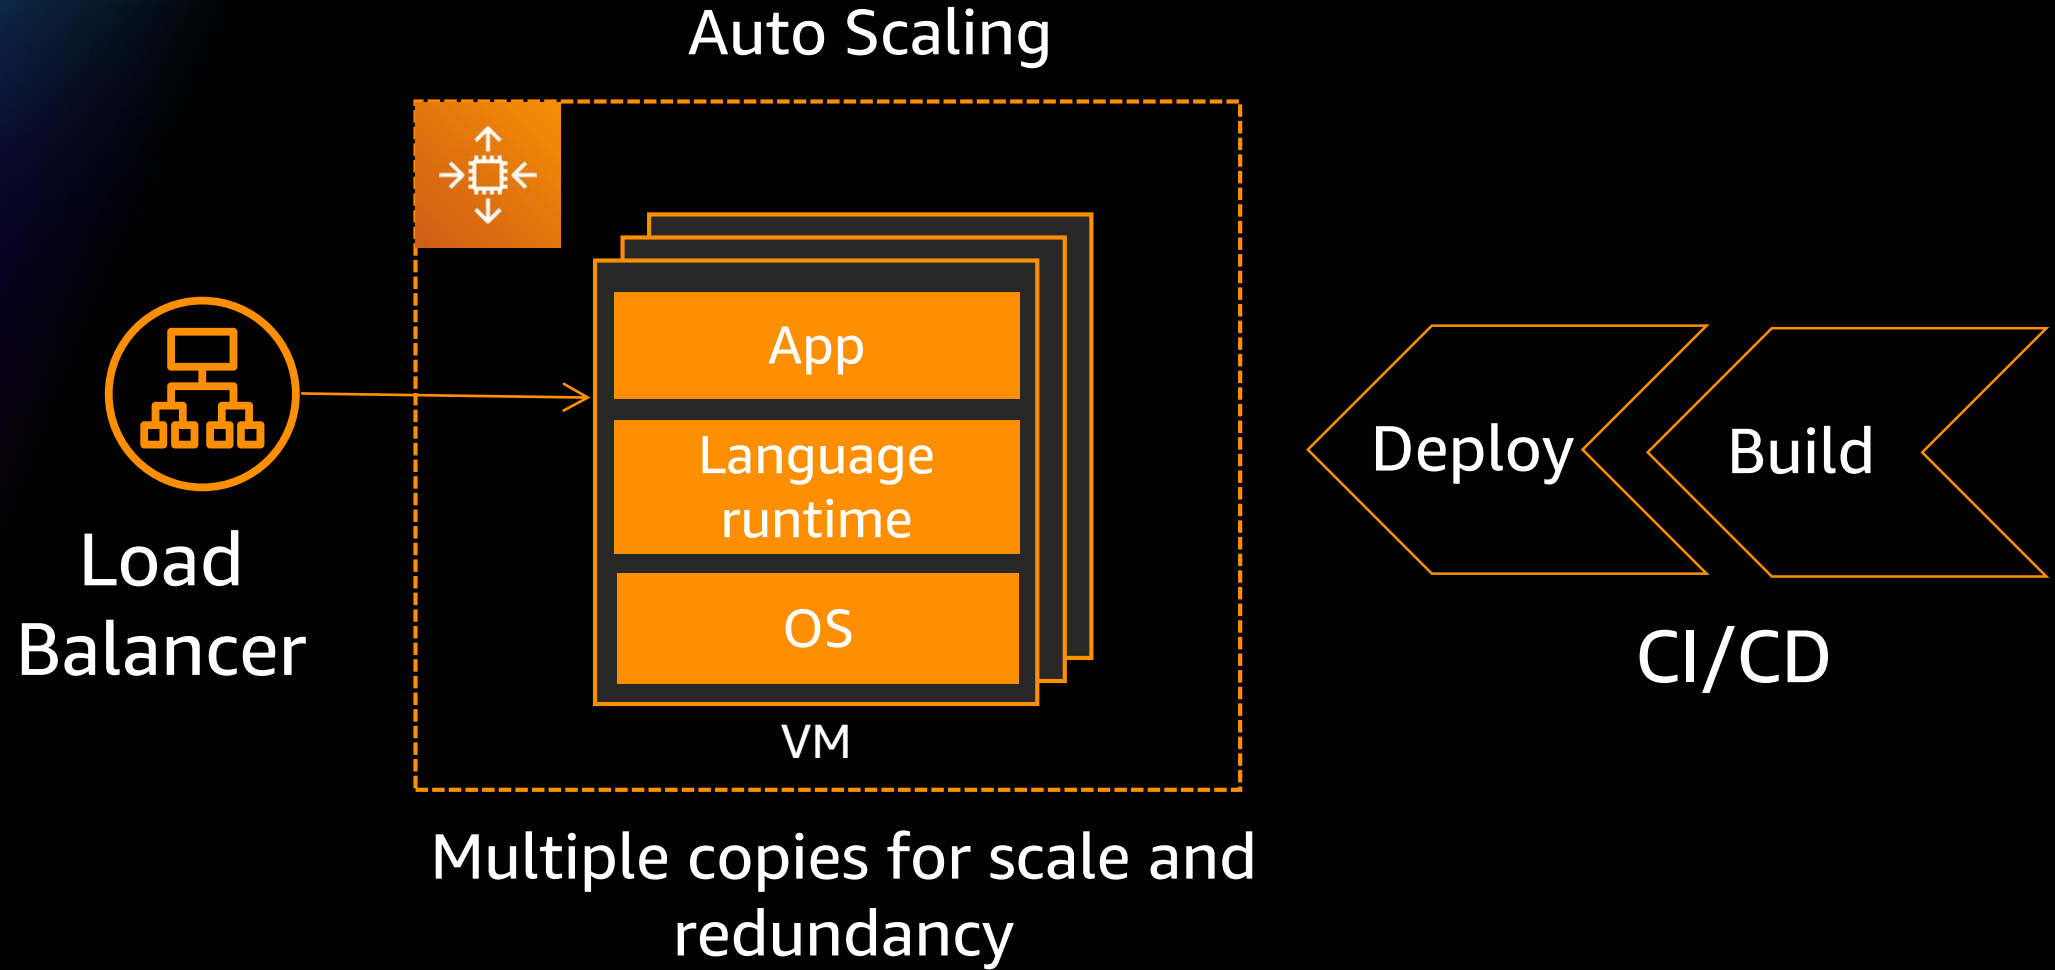 Auto Scaling
App
Language
runtime
OS
VM
Load
Balancer
Deploy
Build
CI/CD
Multiple copies for scale and
redundancy